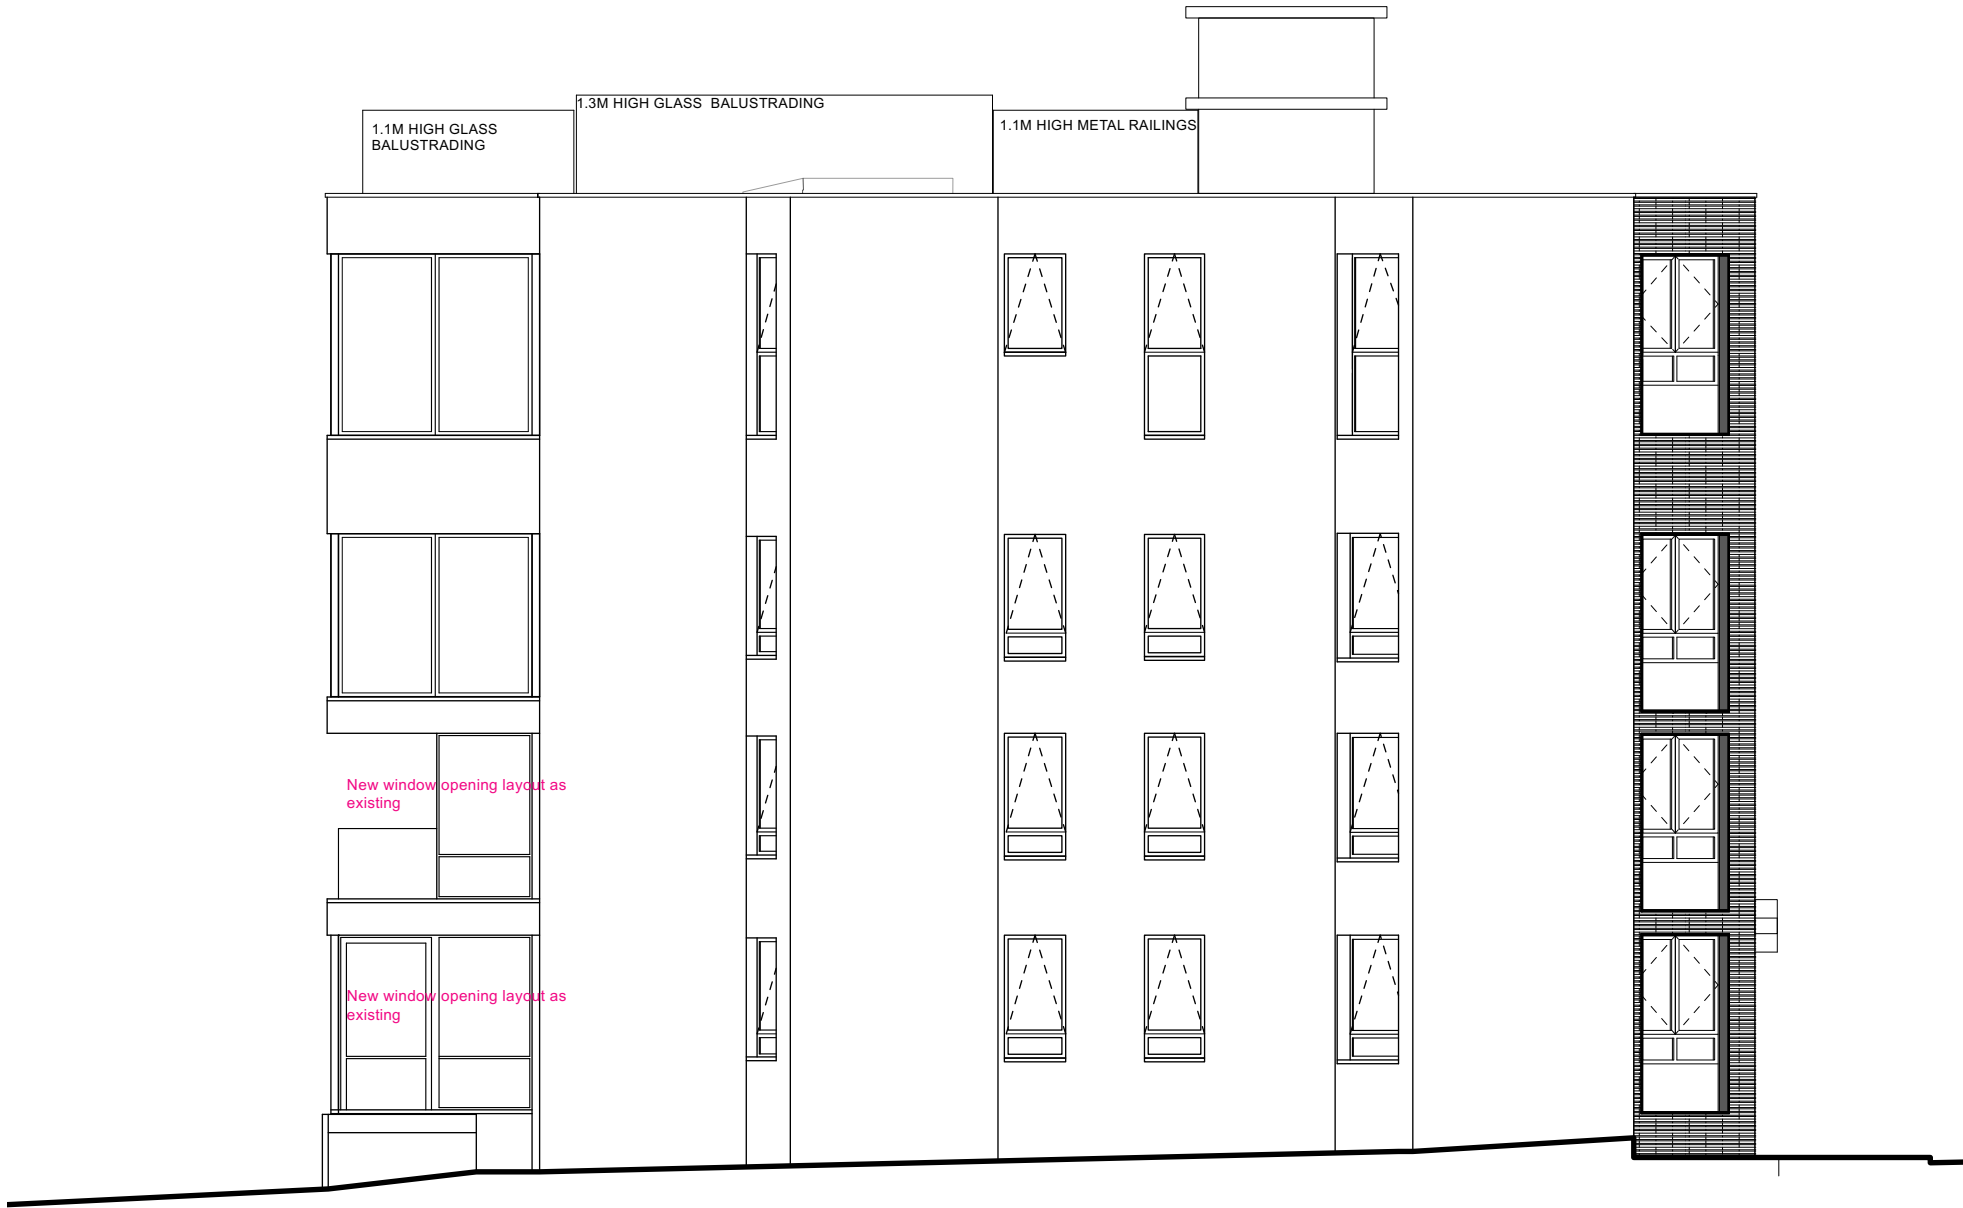 1.3M HIGH GLASS  BALUSTRADING
1.1M HIGH GLASS
BALUSTRADING
1.1M HIGH METAL RAILINGS
New window opening layout as
existing
New window opening layout as
existing